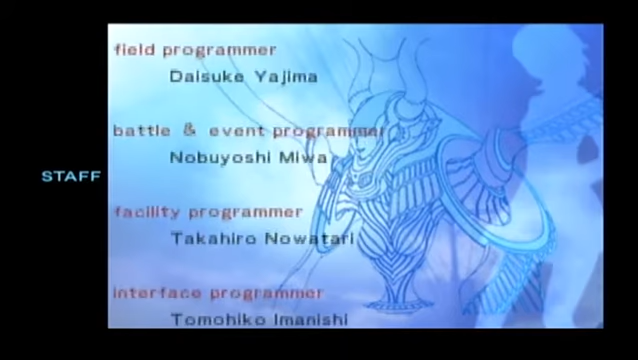 field programmer
Daisuke Yajima
battle & event programmer
Nobuyoshi Miwa
STAFF
facility programmer
Takahiro Nowatari
interface programmer
Tomohiko Imanishi